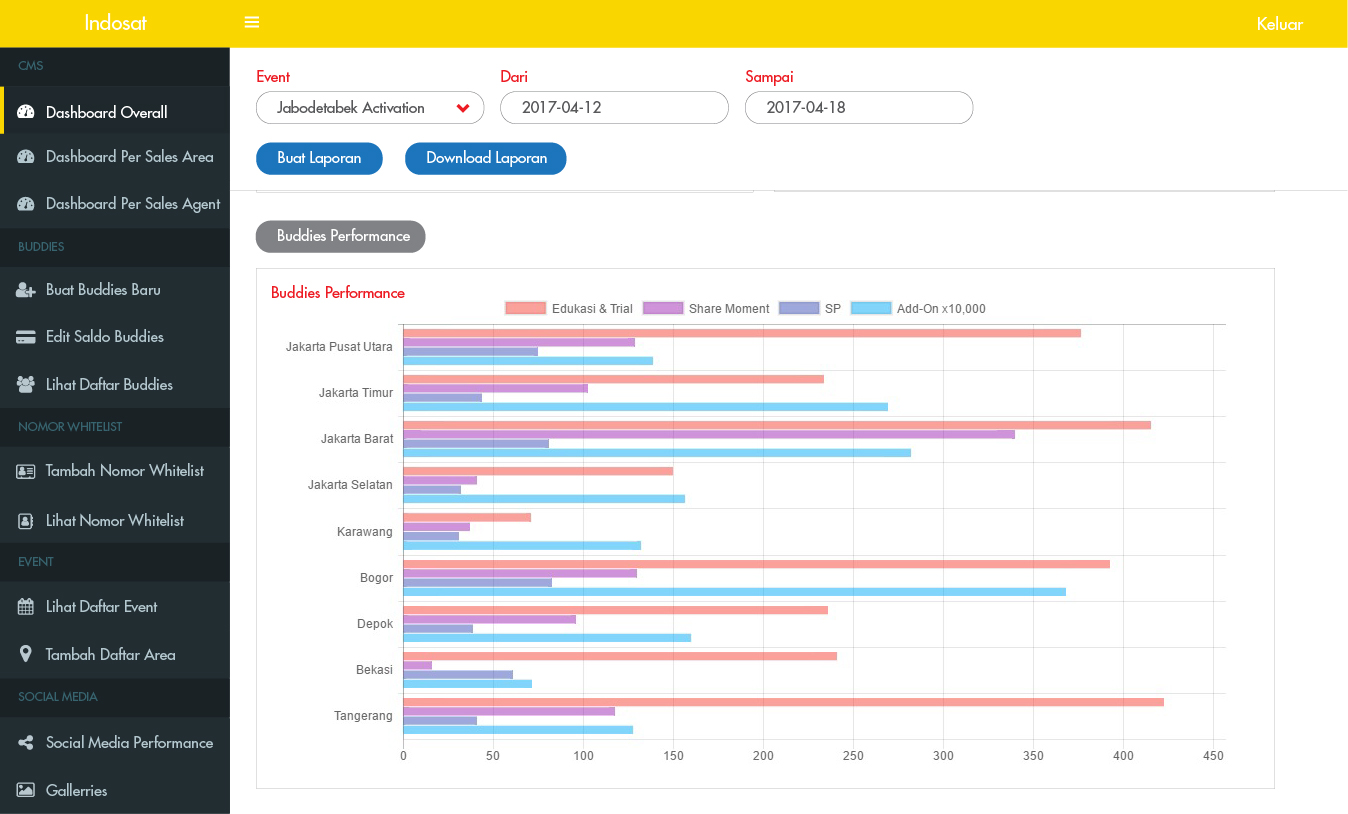 Indosat
Keluar
CMS
Dashboard Overall
Dashboard Per Sales Area
Dashboard Per Sales Agent
BUDDIES
Buat Buddies Baru
Edit Saldo Buddies
Lihat Daftar Buddies
NOMOR WHITELIST
Tambah Nomor Whitelist
Lihat Nomor Whitelist
EVENT
Lihat Daftar Event
Tambah Daftar Area
SOCIAL MEDIA
Social Media Performance
Gallerries
Event Dari Sampai
Jabodetabek Activation 2017-04-12 2017-04-18
Buat Laporan Download Laporan
Buddies Performance
Buddies Performance
Edukasi & Trial Share Moment SP Add-On x10,000
Jakarta Pusat Utara
Jakarta Timur
Jakarta Barat
Jakarta Selatan
Karawang
Bogor
Depok
Bekasi
Tangerang
0 50 100 150 200 250 300 350 400 450